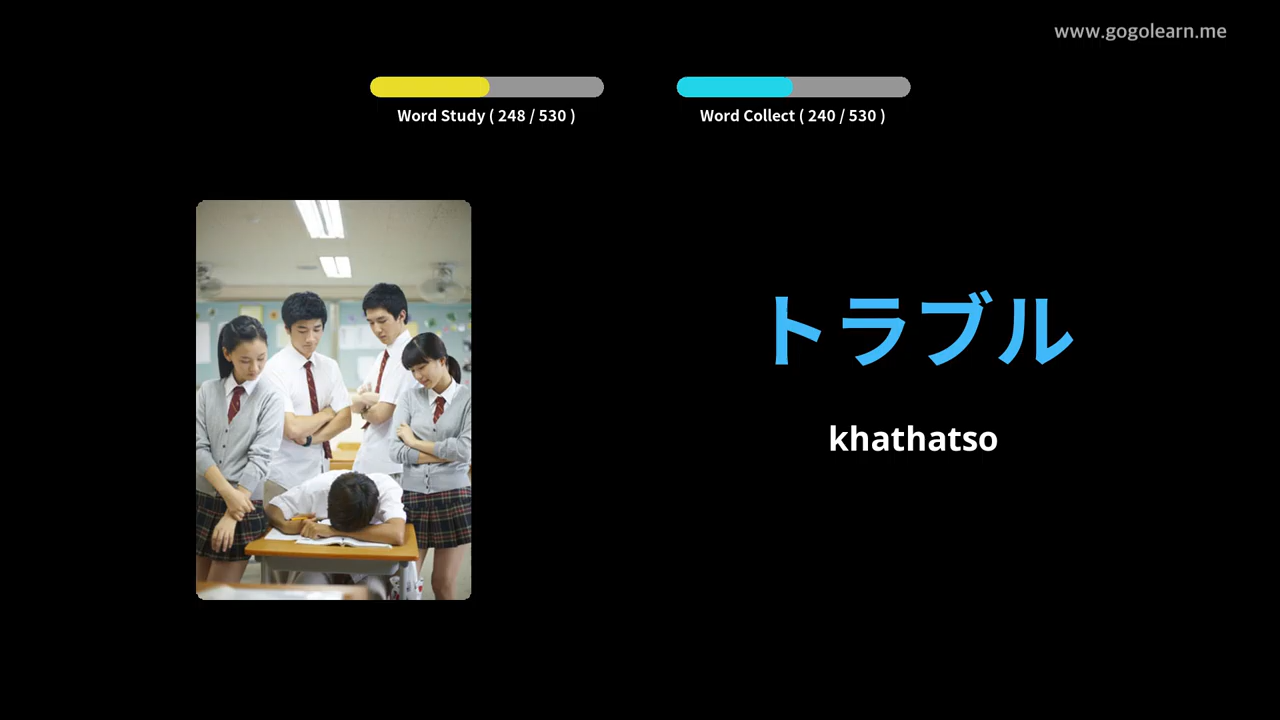 www.gogolearn.me
Word Study ( 248 / 530 )
Word Collect ( 240 / 530 )
トラブル
khathatso